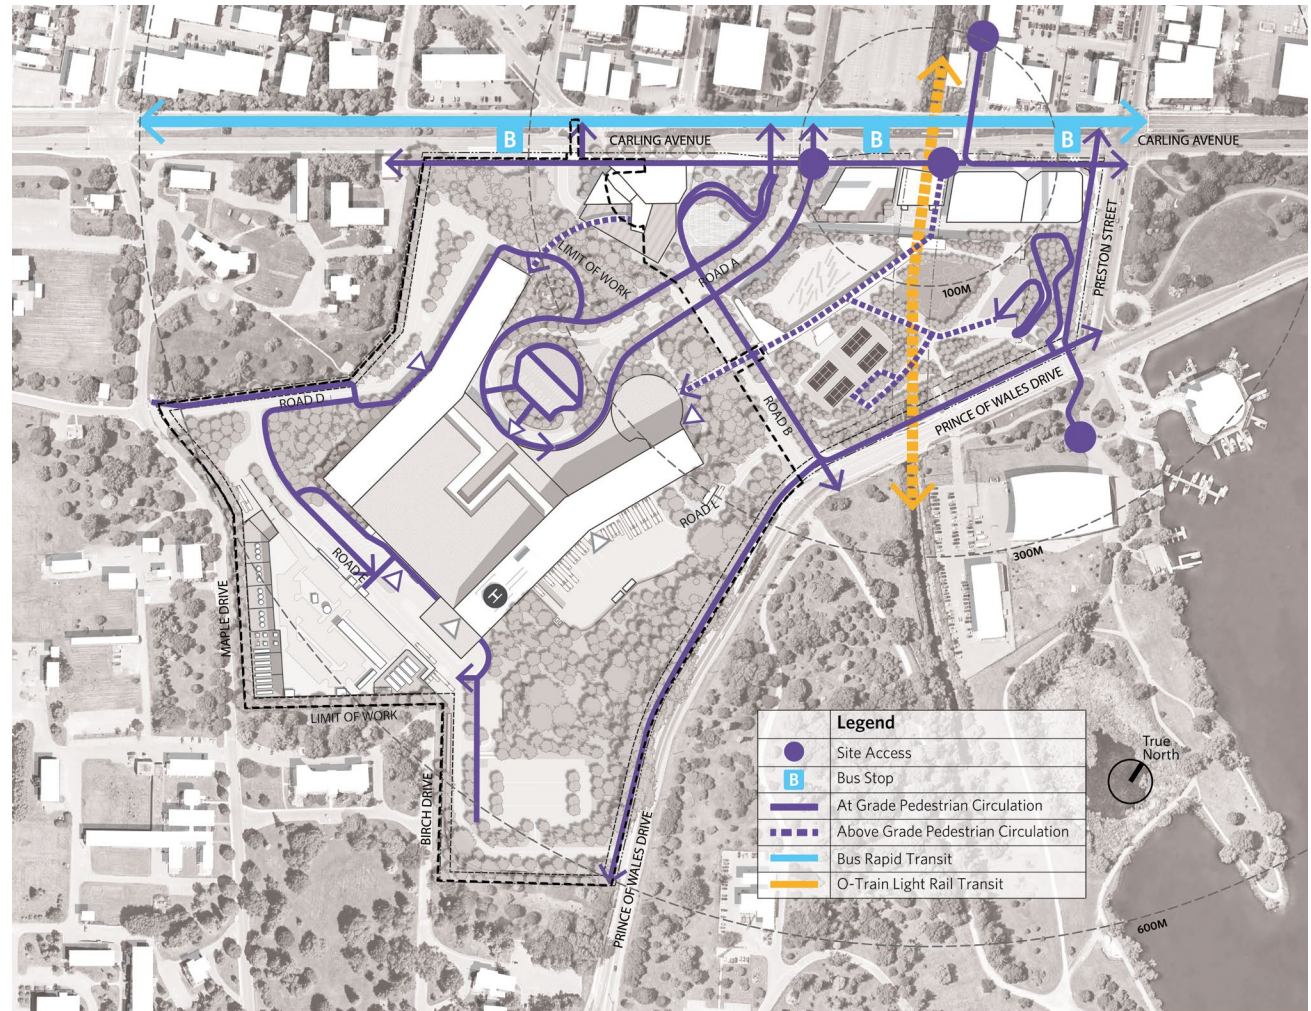 B
CARLING AVENUE
B
B
CARLING AVENUE
PRESTON STREET
LIMIT OF WORK
ROAD A
100M
ROAD D
ROAD B
PRINCE OF WALES DRIVE
ROAD E
300M
ROAD E
H
MAPLE DRIVE
LIMIT OF WORK
BIRCH DRIVE
PRINCE OF WALES DRIVE
600M
True
North
Legend
Site Access
B Bus Stop
At Grade Pedestrian Circulation
Above Grade Pedestrian Circulation
Bus Rapid Transit
O-Train Light Rail Transit